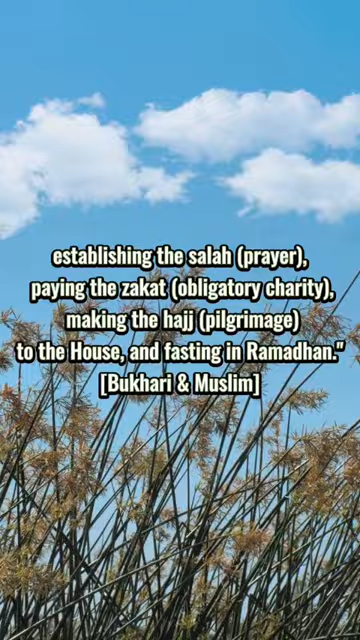 establishing the salah (prayer),
paying the zakat (obligatory charity),
making the hajj (pilgrimage)
to the House, and fasting in Ramadhan."
[Bukhari & Muslim]